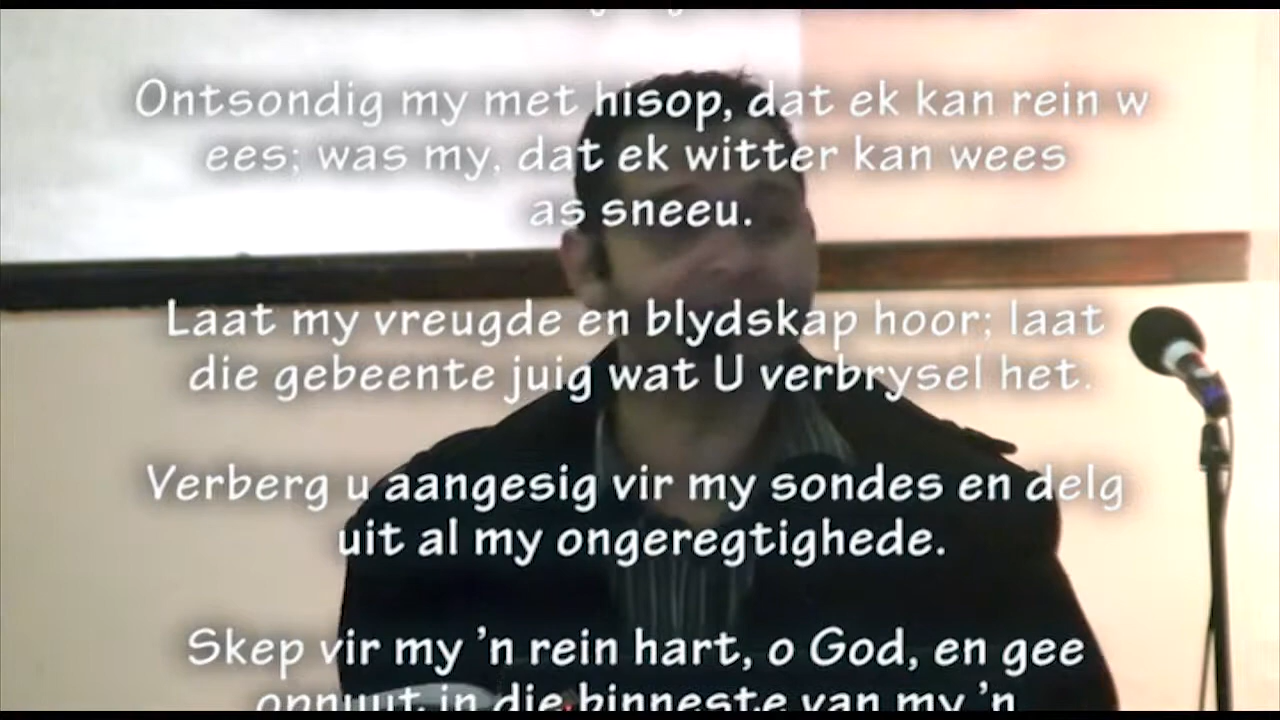 Ontsondig my met hisop, dat ek kan rein w
ees; was my, dat ek witter kan wees
as sneeu.
Laat my vreugde en blydskap hoor; laat
die gebeente juig wat U verbrysel het.
Verberg u aangesig vir my sondes en delg
uit al my ongeregtighede.
Skep vir my 'n rein hart, o God, en gee
opnuut in die binneste van my 'n